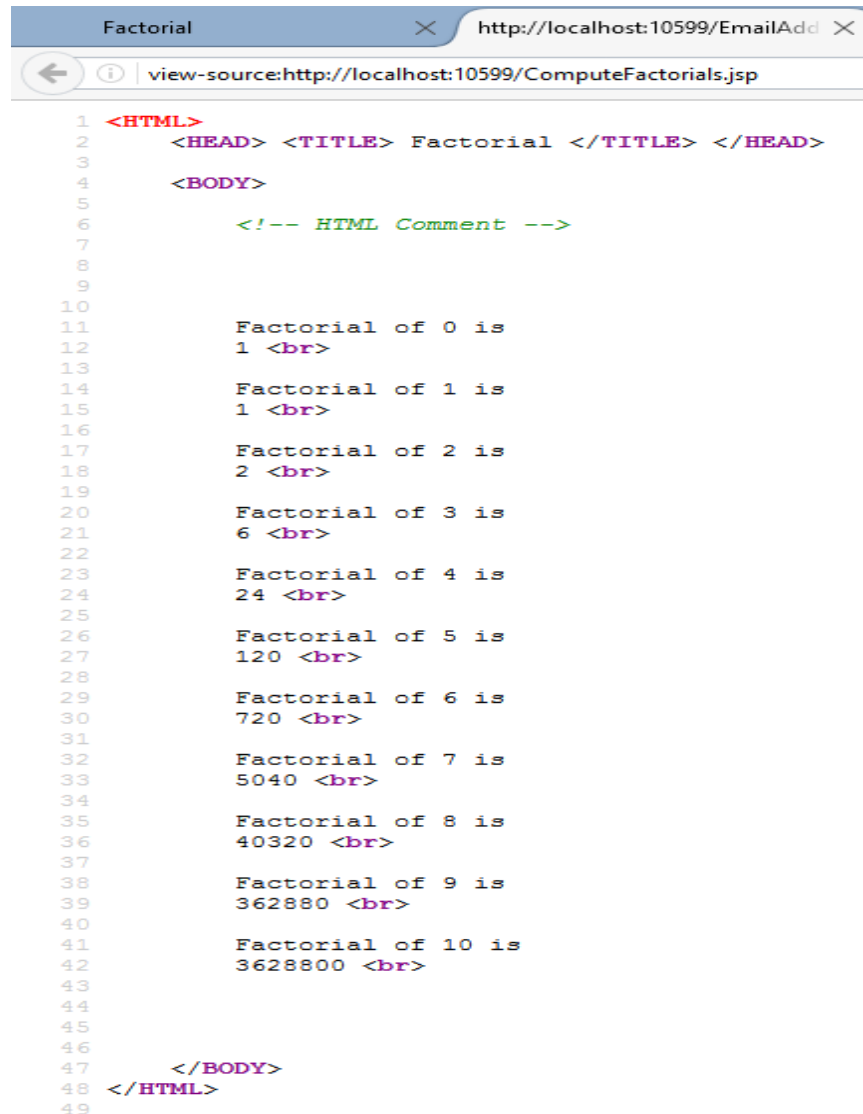 Factorial
http://localhost:10599/EmailAdd
view-source:http://localhost:10599/ComputeFactorials.jsp
1 <HTML>
2 <HEAD> <TITLE> Factorial </TITLE> </HEAD>
3
4 <BODY>
5
6 <!-- HTML Comment -->
7
8
9
10
11 Factorial of 0 is
12 1 <br>
13
14 Factorial of 1 is
15 1 <br>
16
17 Factorial of 2 is
18 2 <br>
19
20 Factorial of 3 is
21 6 <br>
22
23 Factorial of 4 is
24 24 <br>
25
26 Factorial of 5 is
27 120 <br>
28
29 Factorial of 6 is
30 720 <br>
31
32 Factorial of 7 is
33 5040 <br>
34
35 Factorial of 8 is
36 40320 <br>
37
38 Factorial of 9 is
39 362880 <br>
40
41 Factorial of 10 is
42 3628800 <br>
43
44
45
46
47 </BODY>
48 </HTML>
49